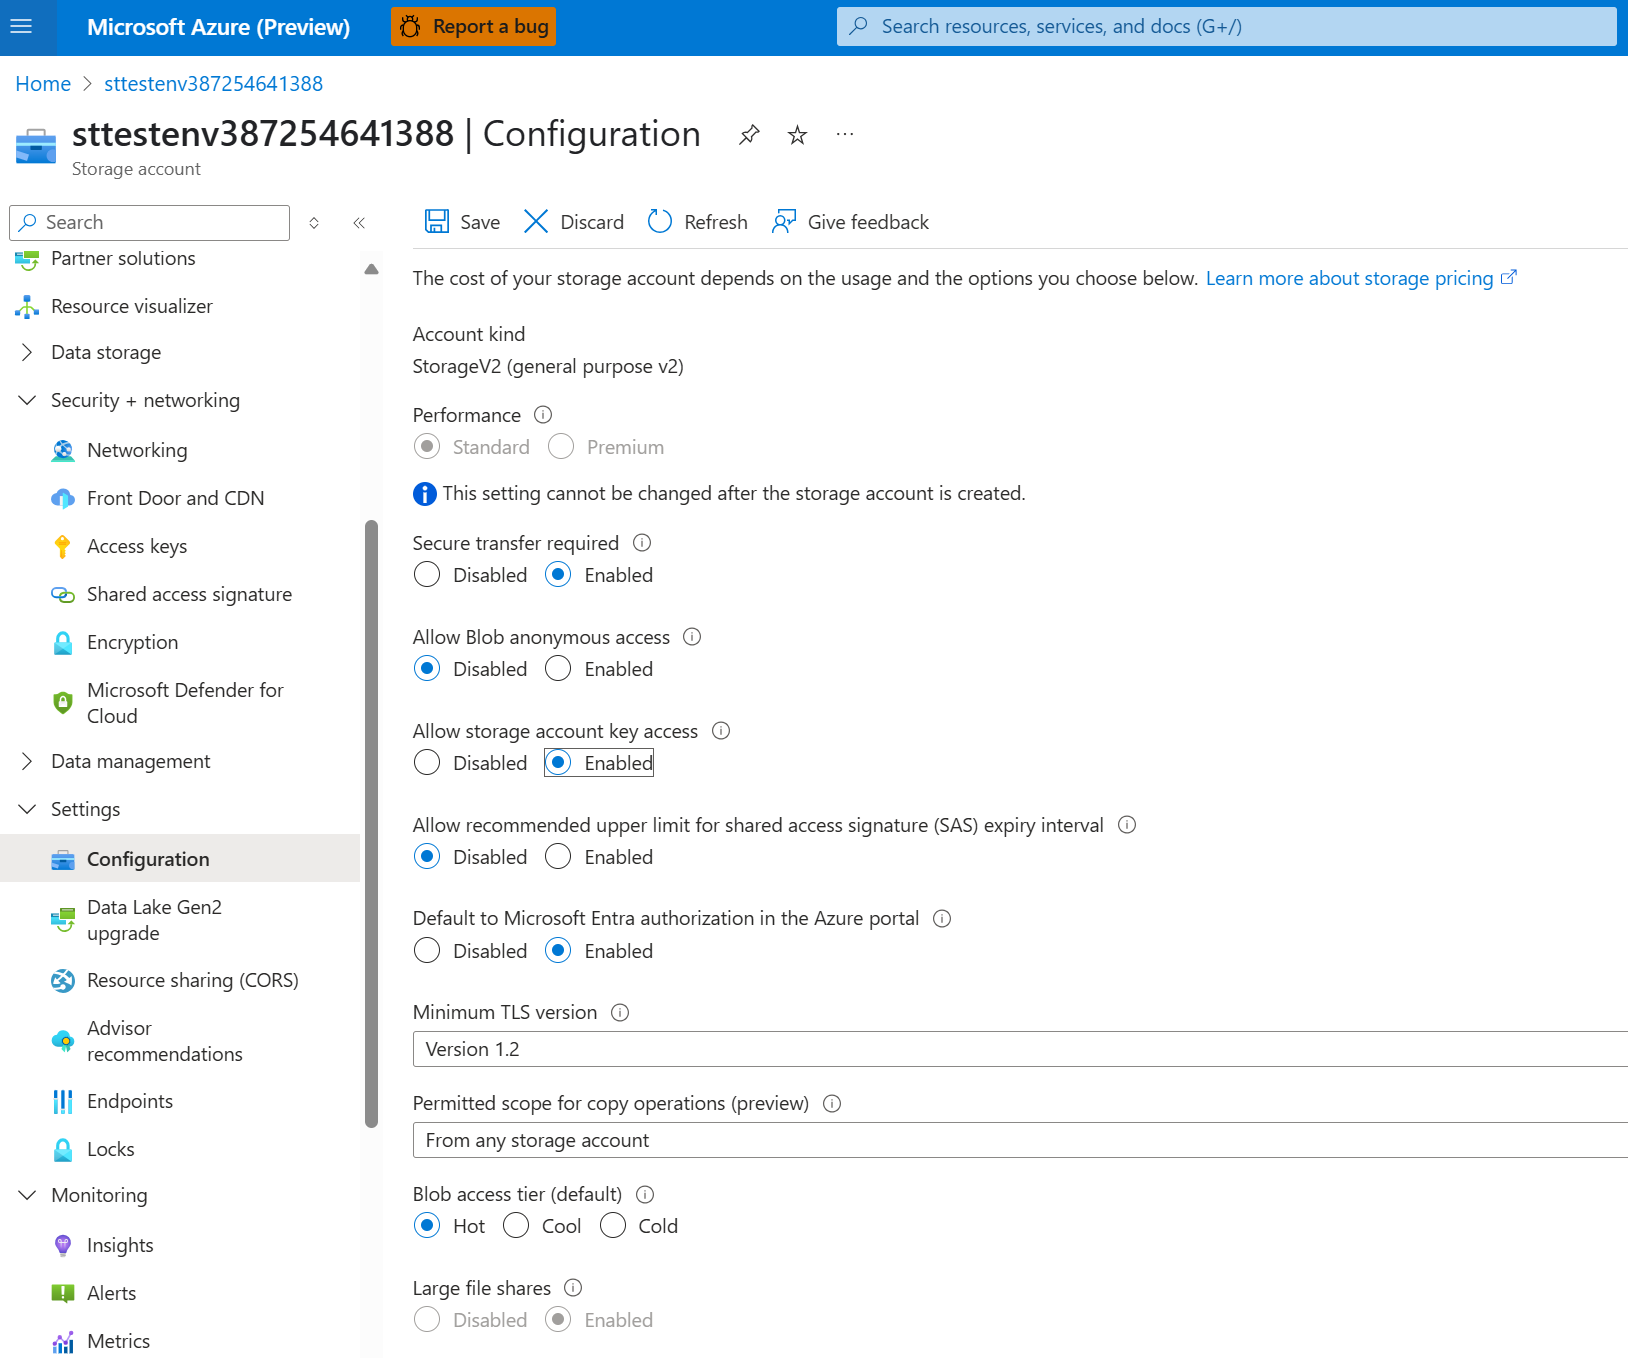 Microsoft Azure (Preview)
Report a bug
Search resources, services, and docs (G+/)
Home > sttestenv387254641388
sttestenv387254641388 | Configuration
Storage account
Search
Partner solutions
Resource visualizer
Data storage
Security + networking
Networking
Front Door and CDN
Access keys
Shared access signature
Encryption
Microsoft Defender for
Cloud
Data management
Settings
Configuration
Data Lake Gen2
upgrade
Resource sharing (CORS)
Advisor
recommendations
Endpoints
Locks
Monitoring
Insights
Alerts
Metrics
Save Discard Refresh Give feedback
The cost of your storage account depends on the usage and the options you choose below. Learn more about storage pricing
Account kind
StorageV2 (general purpose v2)
Performance
Standard Premium
This setting cannot be changed after the storage account is created.
Secure transfer required
Disabled Enabled
Allow Blob anonymous access
Disabled Enabled
Allow storage account key access
Disabled Enabled
Allow recommended upper limit for shared access signature (SAS) expiry interval
Disabled Enabled
Default to Microsoft Entra authorization in the Azure portal
Disabled Enabled
Minimum TLS version
Version 1.2
Permitted scope for copy operations (preview)
From any storage account
Blob access tier (default)
Hot Cool Cold
Large file shares
Disabled Enabled